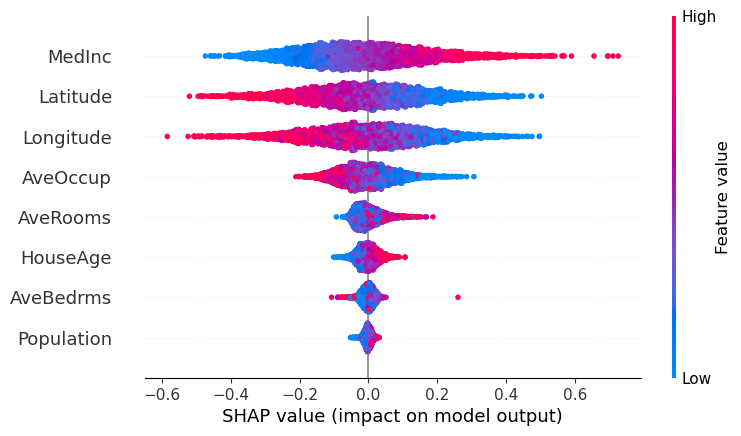 High
MedInc
Latitude
Longitude
AveOccup
AveRooms
HouseAge
AveBedrms
Population
Feature value
Low
−0.6 −0.4 −0.2 0.0 0.2 0.4 0.6
SHAP value (impact on model output)